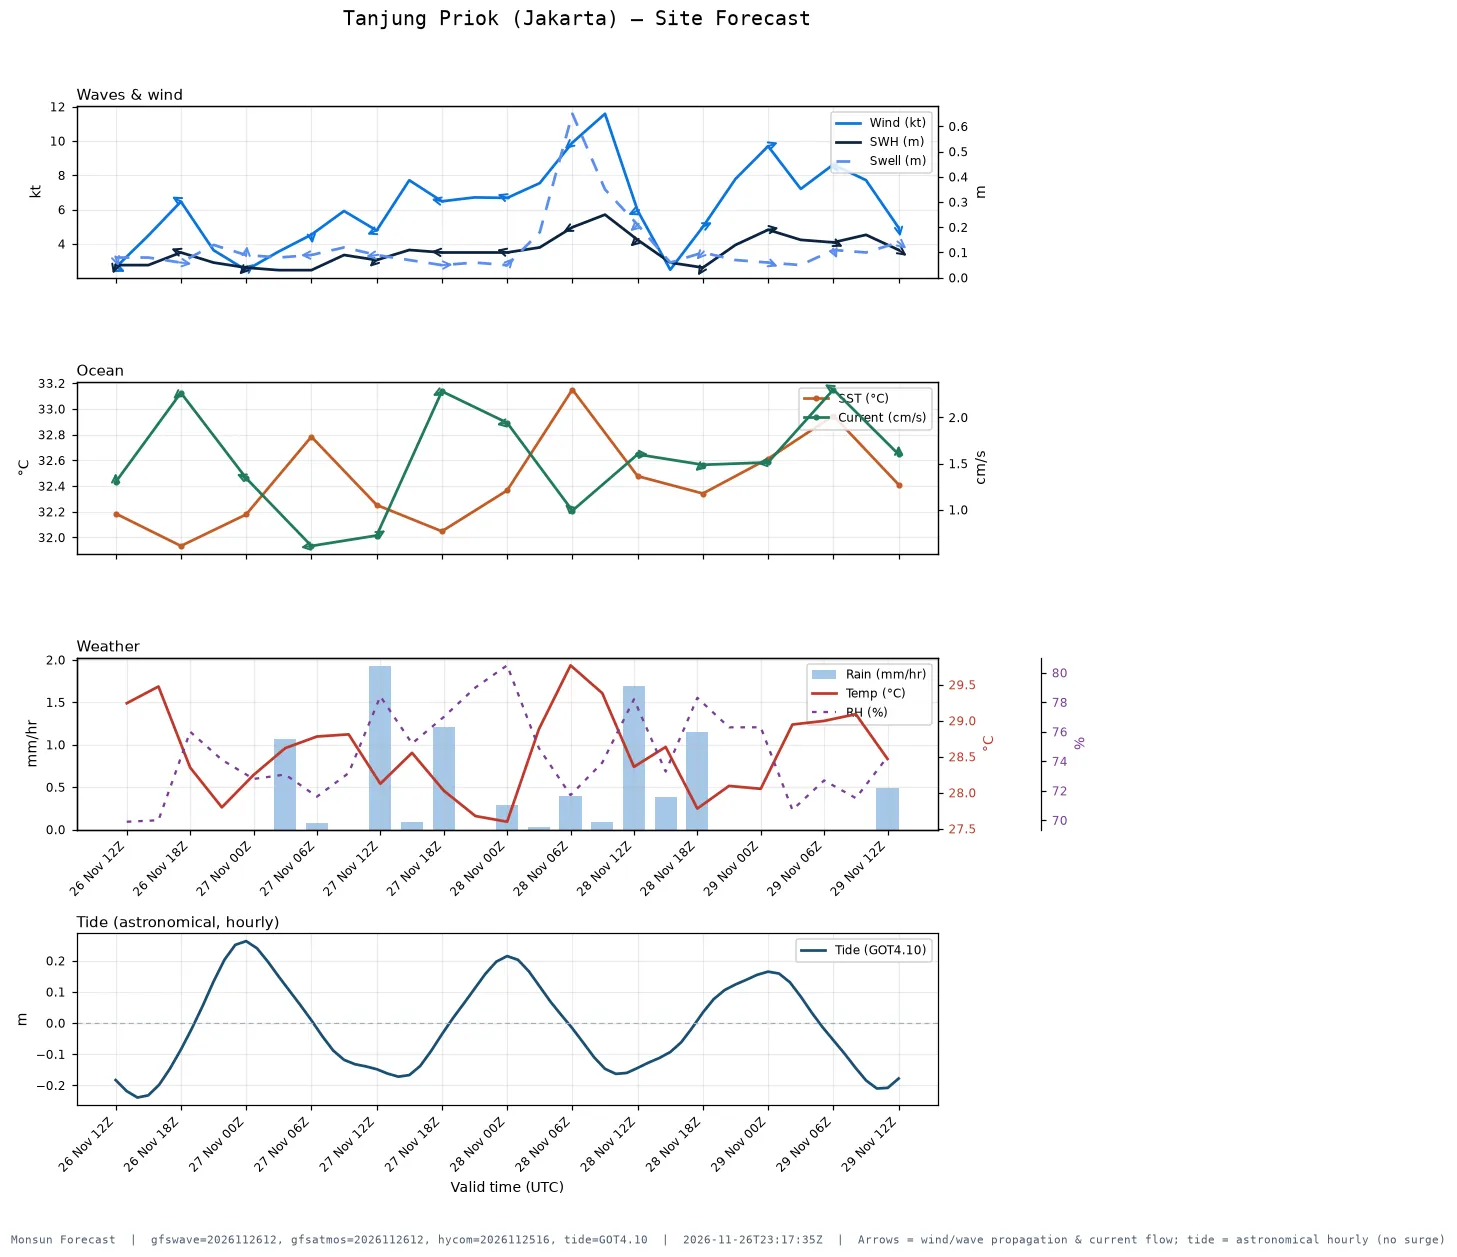 Tanjung Priok (Jakarta) — Site Forecast
Waves & wind
12
10
8
6
4
kt
Wind (kt)
SWH (m)
Swell (m)
0.6
0.5
0.4
0.3
0.2
0.1
0.0
m
Ocean
33.2
33.0
32.8
32.6
32.4
32.2
32.0
°C
SST (°C)
Current (cm/s)
2.0
1.5
1.0
cm/s
Weather
2.0
1.5
1.0
0.5
0.0
mm/hr
Rain (mm/hr)
Temp (°C)
RH (%)
29.5
29.0
28.5
28.0
27.5
°C
80
78
76
74
72
70
%
26 Nov 12Z
26 Nov 18Z
27 Nov 00Z
27 Nov 06Z
27 Nov 12Z
27 Nov 18Z
28 Nov 00Z
28 Nov 06Z
28 Nov 12Z
28 Nov 18Z
29 Nov 00Z
29 Nov 06Z
29 Nov 12Z
Tide (astronomical, hourly)
0.2
0.1
0.0
−0.1
−0.2
m
Tide (GOT4.10)
26 Nov 12Z
26 Nov 18Z
27 Nov 00Z
27 Nov 06Z
27 Nov 12Z
27 Nov 18Z
28 Nov 00Z
28 Nov 06Z
28 Nov 12Z
28 Nov 18Z
29 Nov 00Z
29 Nov 06Z
29 Nov 12Z
Valid time (UTC)
Monsun Forecast | gfswave=2026112612, gfsatmos=2026112612, hycom=2026112516, tide=GOT4.10 | 2026-11-26T23:17:35Z | Arrows = wind/wave propagation & current flow; tide = astronomical hourly (no surge)